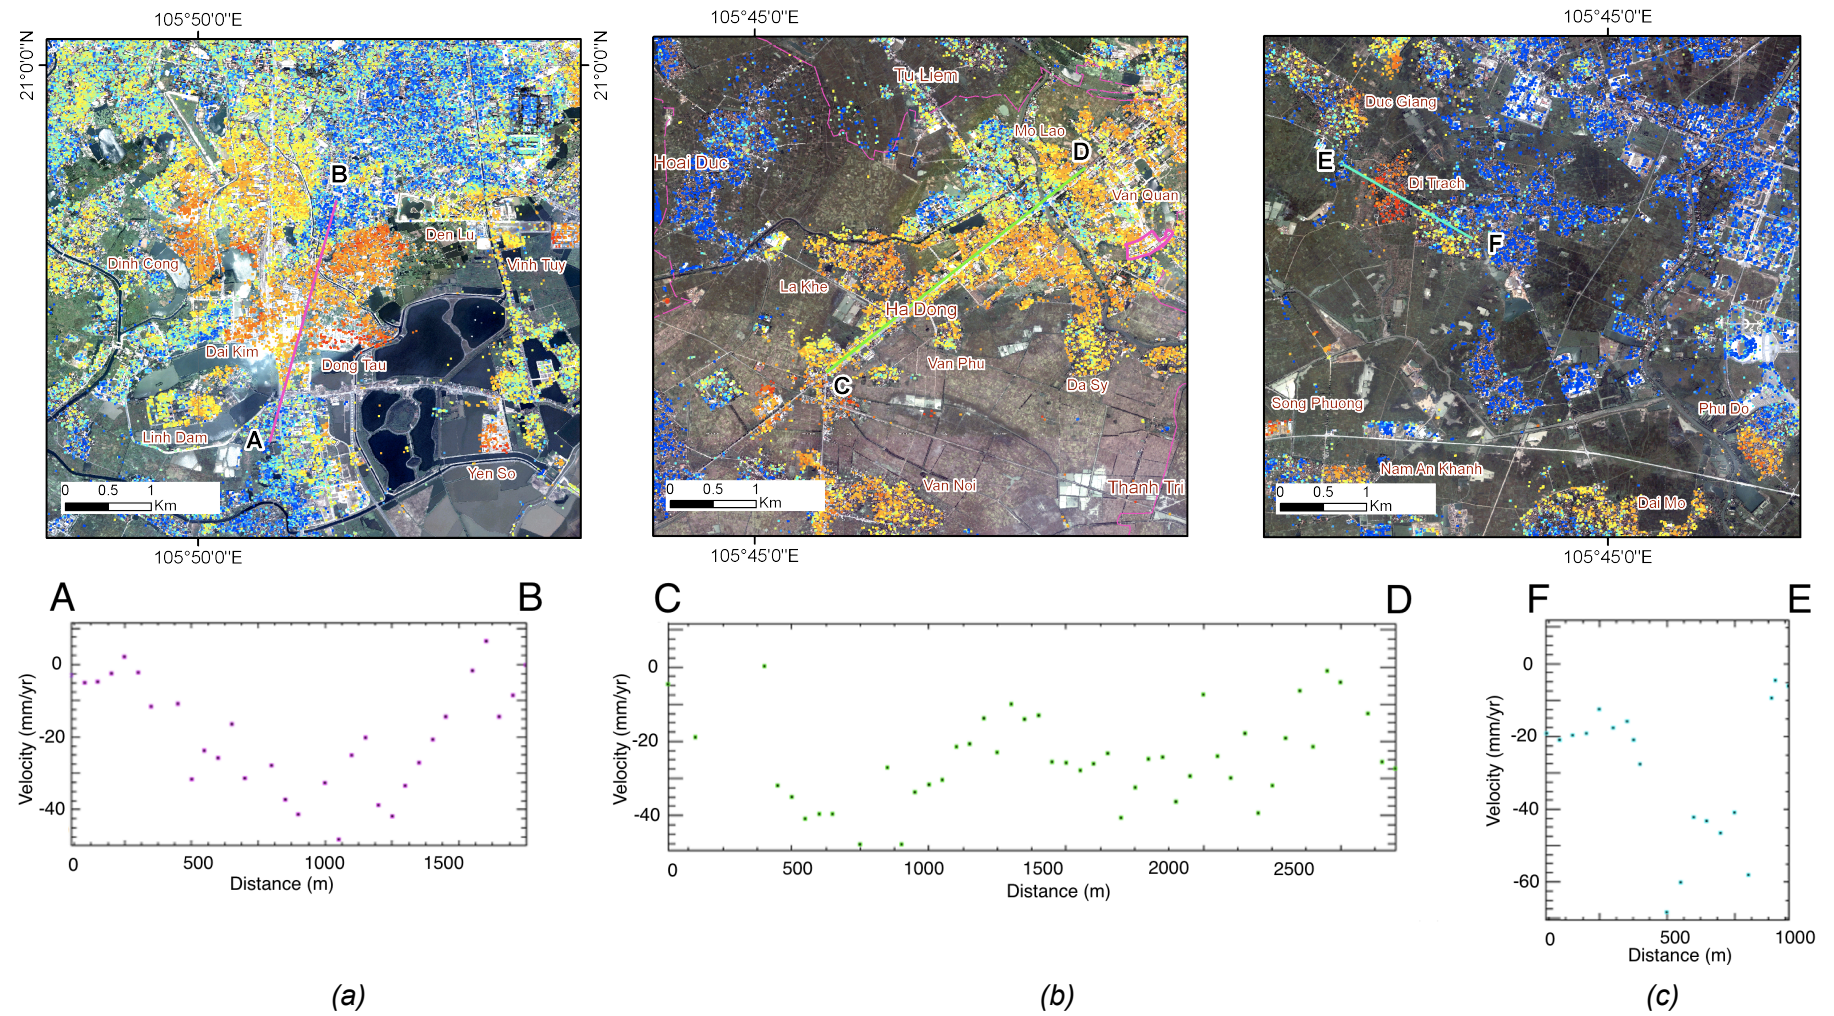 105°50'0"E
105°45'0"E
105°45'0"E
21°0'0"N
21°0'0"N
B
Den Lu
Dinh Cong
Vinh Tuy
Dai Kim
Dong Tau
Linh Dam
A
Yen So
0 0.5 1
Km
105°50'0"E
Tu Liem
Mo Lao
D
Hoai Duc
Van Quan
La Khe
Ha Dong
Van Phu
C
Da Sy
Van Noi
Thanh Tri
0 0.5 1
Km
105°45'0"E
Duc Giang
E
Di Trach
F
Song Phuong
Phu Do
Nam An Khanh
Dai Mo
0 0.5 1
Km
105°45'0"E
A B
Velocity (mm/yr)
0
-20
-40
0 500 1000 1500
Distance (m)
(a)
C D
Velocity (mm/yr)
0
-20
-40
0 500 1000 1500 2000 2500
Distance (m)
(b)
F E
Velocity (mm/yr)
0
-20
-40
-60
0 500 1000
Distance (m)
(c)